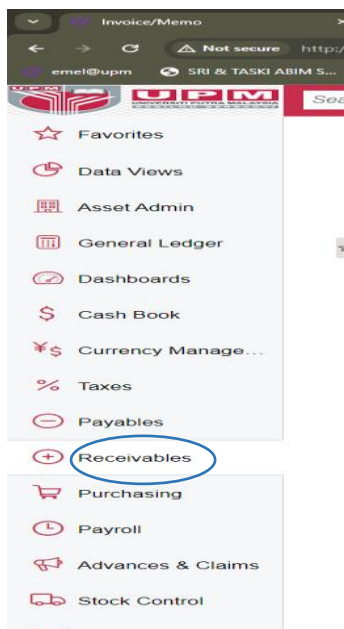 Invoice/Memo
Not secure http:/
emel@upm SRI & TASKI ABIM S...
UPM
UNIVERSITI PUTRA MALAYSIA
Sea
Favorites
Data Views
Asset Admin
General Ledger
Dashboards
Cash Book
Currency Manage...
Taxes
Payables
Receivables
Purchasing
Payroll
Advances & Claims
Stock Control